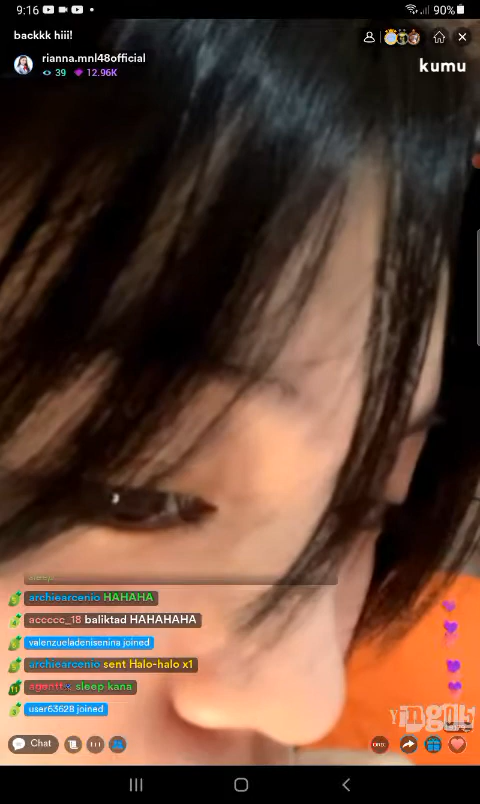 9:16
90%
backkk hiii!
rianna.mnl48official
39
12.96K
kumu
archiearcenio HAHAHA
accccc_18 baliktad HAHAHAHA
valenzueladenisenina joined
archiearcenio sent Halo-halo x1
sleep kana
user63628 joined
Chat